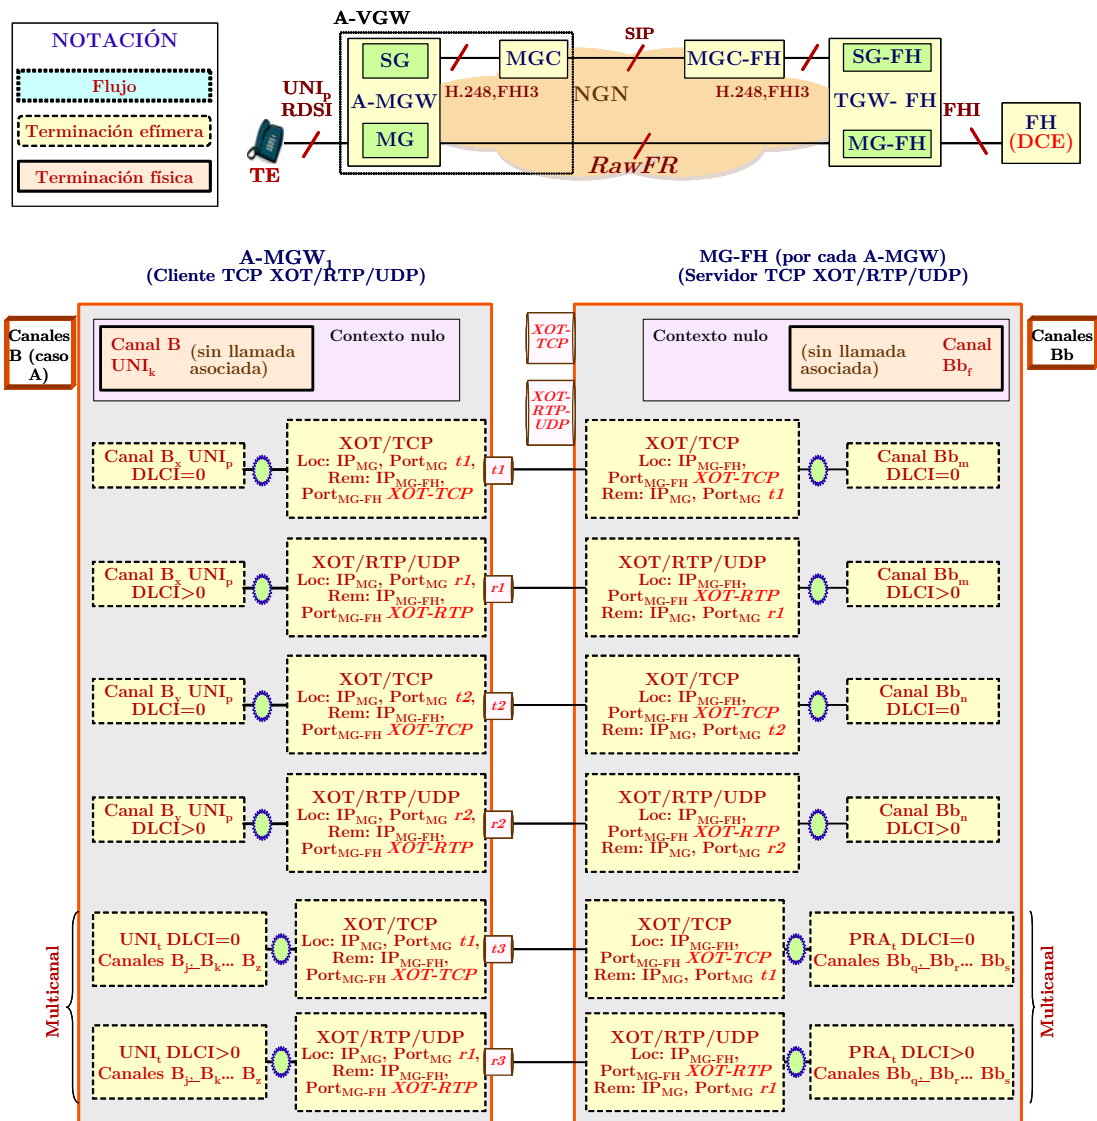 A-VGW
NOTACIÓN
Flujo
Terminación efímera
Terminación física
UNIp
RDSI
TE
SG
A-MGW
MG
MGC
H.248,FHI3
SIP
NGN
RawFR
MGC-FH
H.248,FHI3
SG-FH
TGW- FH
MG-FH
FHI
FH
(DCE)
A-MGW1
(Cliente TCP XOT/RTP/UDP)
MG-FH (por cada A-MGW)
(Servidor TCP XOT/RTP/UDP)
Canales
B (caso
A)
Canal B
UNIk
(sin llamada
asociada)
Contexto nulo
XOT-
TCP
XOT-
RTP-
UDP
Contexto nulo
(sin llamada
asociada)
Canal
Bbf
Canales
Bb
Canal Bx UNIp
DLCI=0
XOT/TCP
Loc: IPMG, PortMG t1,
Rem: IPMG-FH,
PortMG-FH XOT-TCP
t1
XOT/TCP
Loc: IPMG-FH,
PortMG-FH XOT-TCP
Rem: IPMG, PortMG t1
Canal Bbm
DLCI=0
Canal Bx UNIp
DLCI>0
XOT/RTP/UDP
Loc: IPMG, PortMG r1,
Rem: IPMG-FH,
PortMG-FH XOT-RTP
r1
XOT/RTP/UDP
Loc: IPMG-FH,
PortMG-FH XOT-RTP
Rem: IPMG, PortMG r1
Canal Bbm
DLCI>0
Canal By UNIp
DLCI=0
XOT/TCP
Loc: IPMG, PortMG t2,
Rem: IPMG-FH,
PortMG-FH XOT-TCP
t2
XOT/TCP
Loc: IPMG-FH,
PortMG-FH XOT-TCP
Rem: IPMG, PortMG t2
Canal Bbn
DLCI=0
Canal By UNIp
DLCI>0
XOT/RTP/UDP
Loc: IPMG, PortMG r2,
Rem: IPMG-FH,
PortMG-FH XOT-RTP
r2
XOT/RTP/UDP
Loc: IPMG-FH,
PortMG-FH XOT-RTP
Rem: IPMG, PortMG r2
Canal Bbn
DLCI>0
Multicanal
UNIt DLCI=0
Canales Bj, Bk... Bz
XOT/TCP
Loc: IPMG, PortMG t1,
Rem: IPMG-FH,
PortMG-FH XOT-TCP
t3
XOT/TCP
Loc: IPMG-FH,
PortMG-FH XOT-TCP
Rem: IPMG, PortMG t1
PRAt DLCI=0
Canales Bbq, Bbr... Bbs
Multicanal
UNIt DLCI>0
Canales Bj, Bk... Bz
XOT/RTP/UDP
Loc: IPMG, PortMG r1,
Rem: IPMG-FH,
PortMG-FH XOT-RTP
r3
XOT/RTP/UDP
Loc: IPMG-FH,
PortMG-FH XOT-RTP
Rem: IPMG, PortMG r1
PRAt DLCI>0
Canales Bbq, Bbr... Bbs